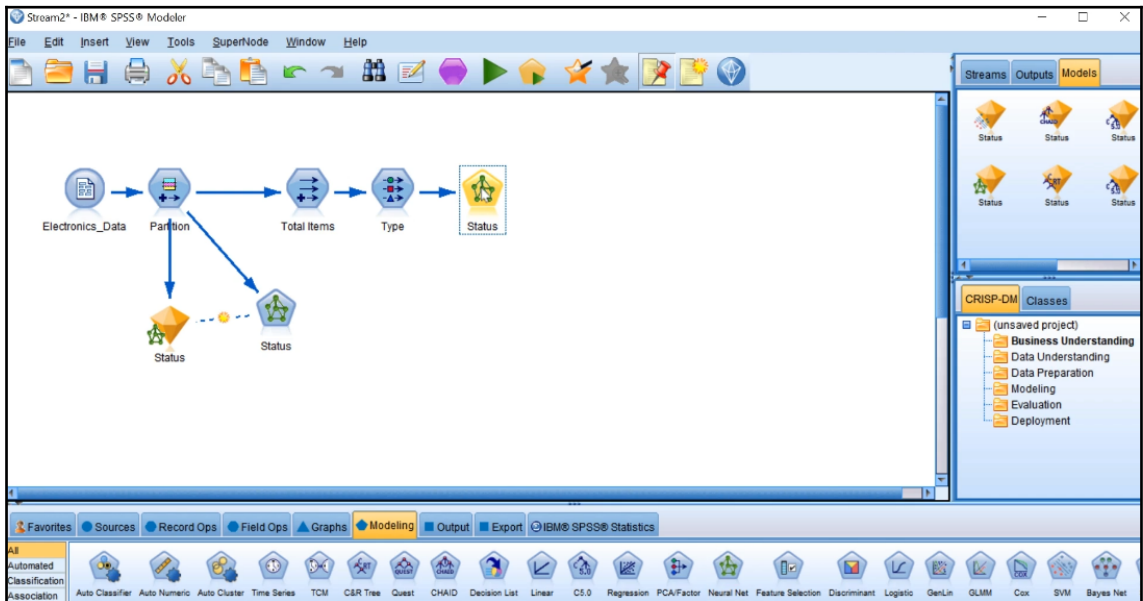 Stream2* - IBM® SPSS® Modeler
File Edit Insert View Tools SuperNode Window Help
Streams Outputs Models
Status Status Status
Status Status Status
Electronics_Data Partition Total Items Type Status
Status Status
CRISP-DM Classes
(unsaved project)
Business Understanding
Data Understanding
Data Preparation
Modeling
Evaluation
Deployment
Favorites Sources Record Ops Field Ops Graphs Modeling Output Export IBM® SPSS® Statistics
All
Automated
Classification
Association
Auto Classifier Auto Numeric Auto Cluster Time Series TCM C&R Tree Quest CHAID Decision List Linear C5.0 Regression PCA/Factor Neural Net Feature Selection Discriminant Logistic GenLin GLMM Cox SVM Bayes Net